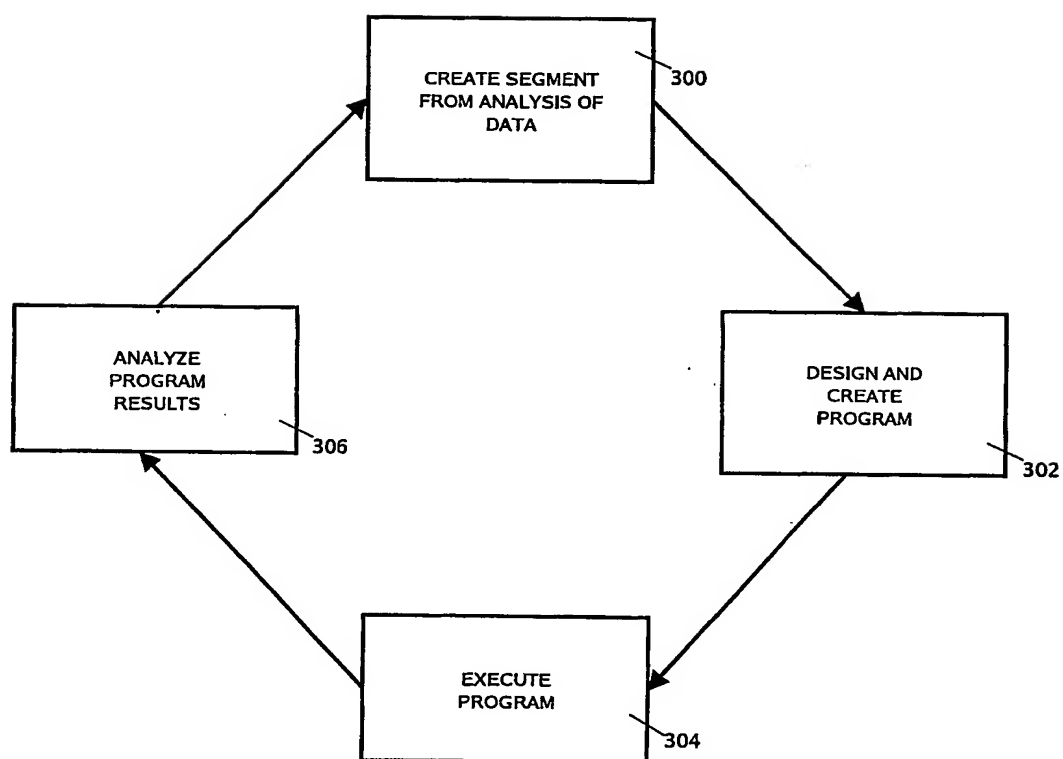 CREATE SEGMENT
FROM ANALYSIS OF
DATA
300
ANALYZE
PROGRAM
RESULTS
306
DESIGN AND
CREATE
PROGRAM
302
EXECUTE
PROGRAM
304